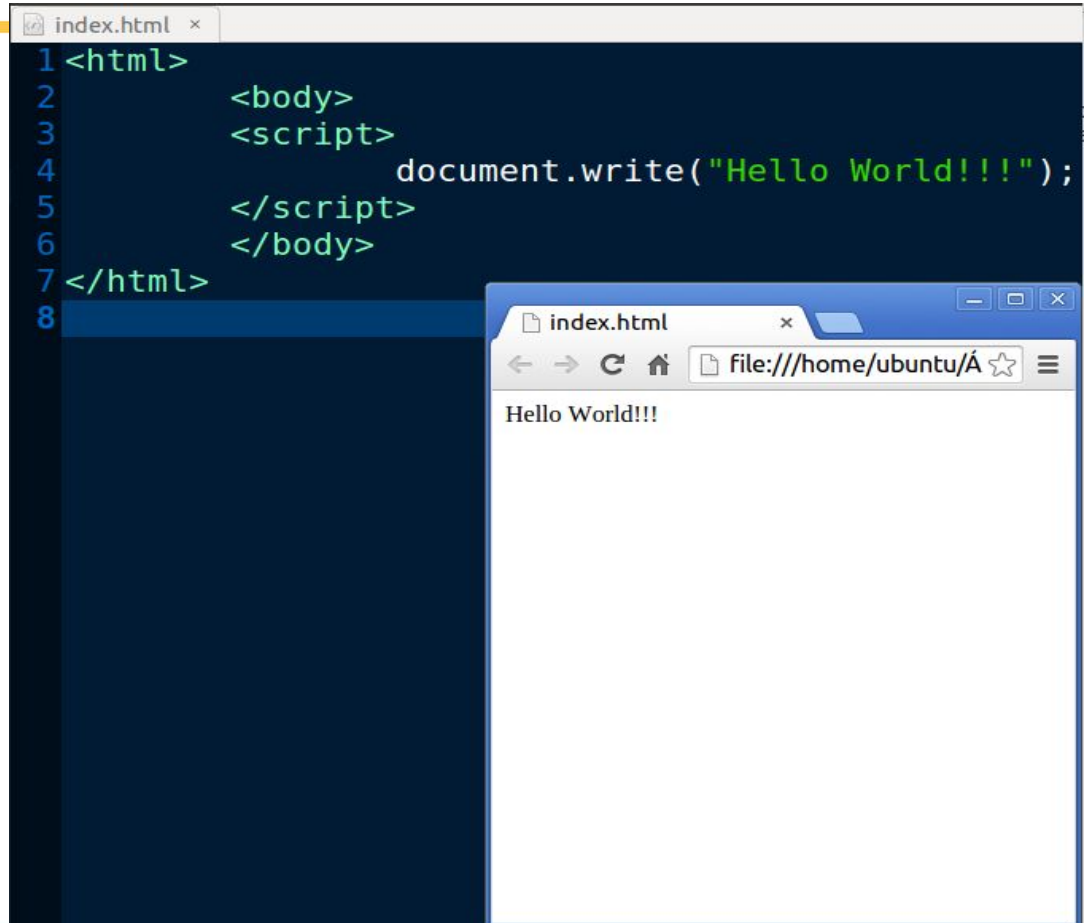 index.html ×
1 <html>
2         <body>
3         <script>
4                 document.write("Hello World!!!");
5         </script>
6         </body>
7 </html>
8
index.html ×
file:///home/ubuntu/Á
Hello World!!!